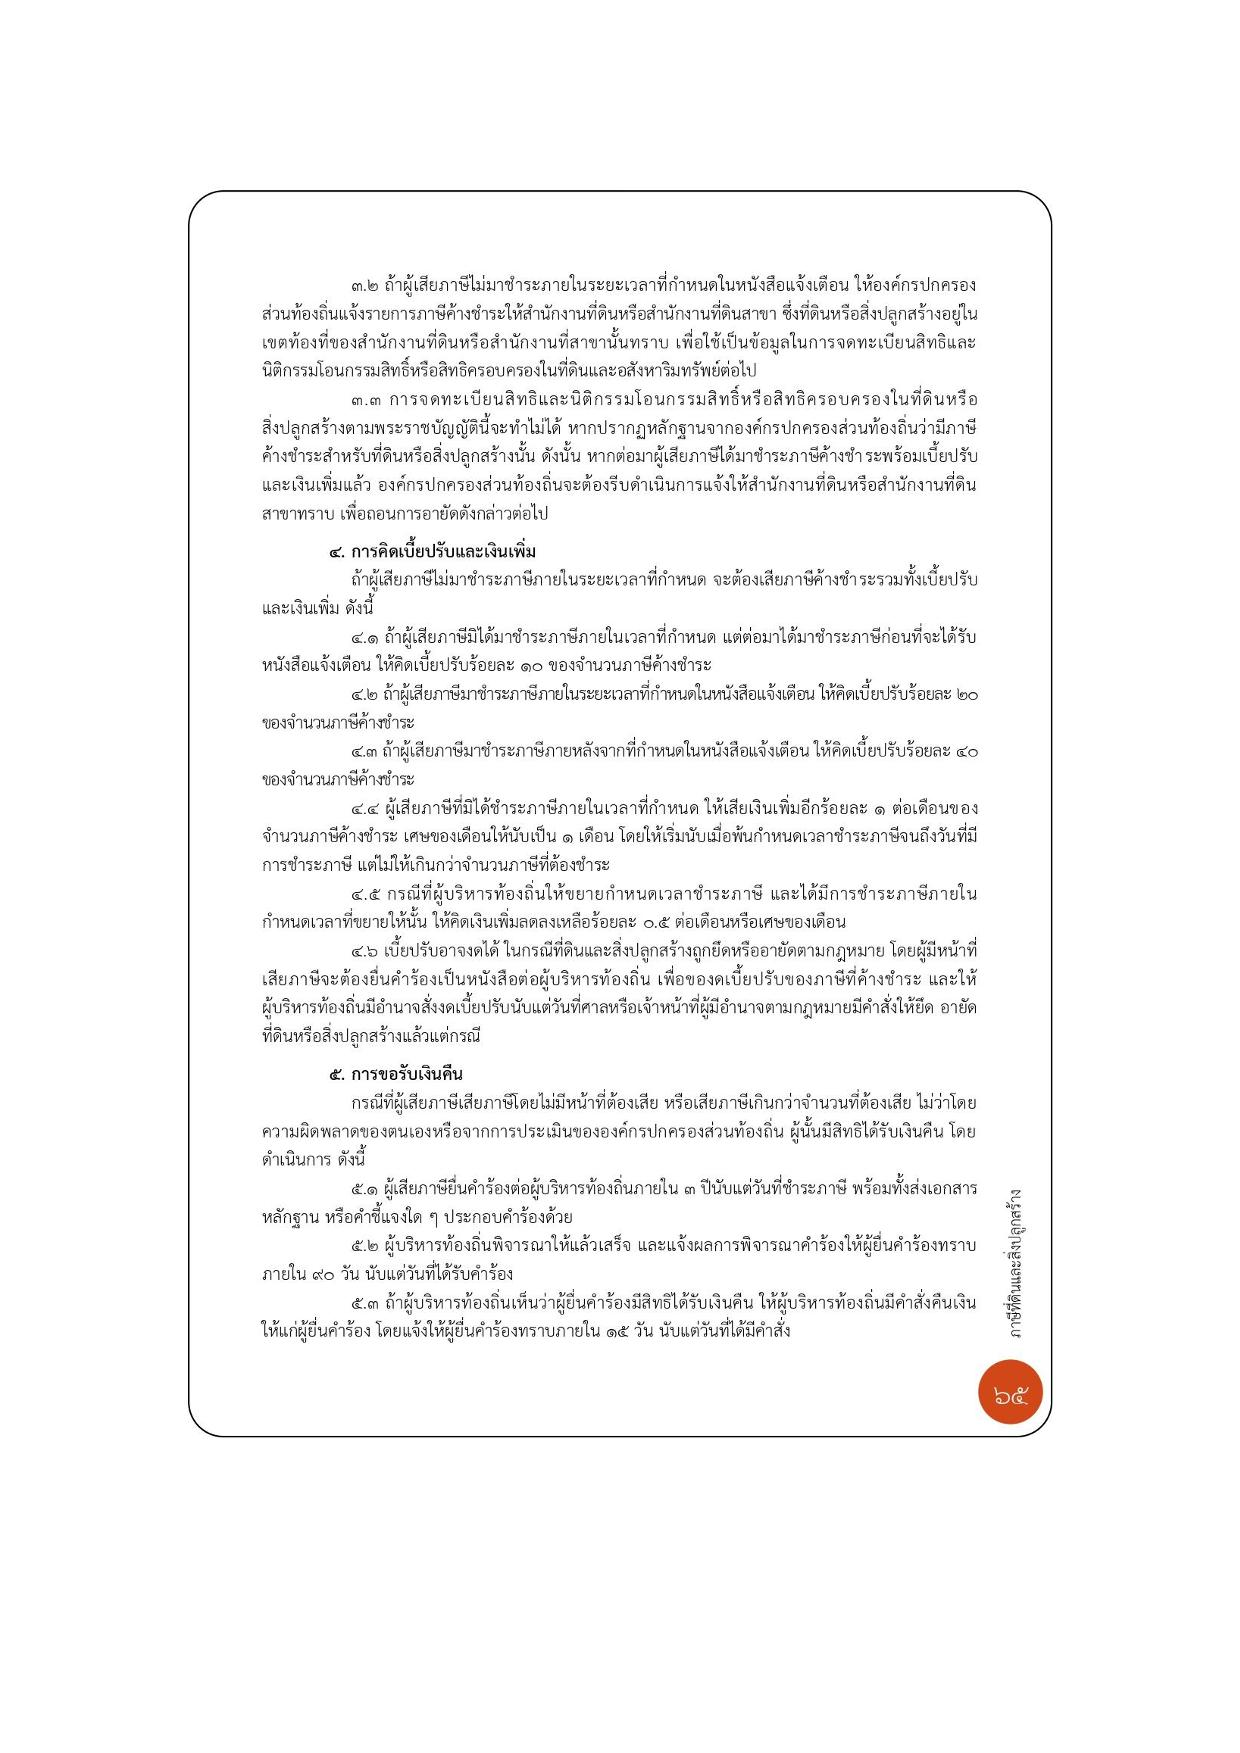 ๓.๒ ถ้าผู้เสียภาษีไม่มาชำระภายในระยะเวลาที่กำหนดในหนังสือแจ้งเตือน ให้องค์กรปกครอง
ส่วนท้องถิ่นแจ้งรายการภาษีค้างชำระให้สำนักงานที่ดินหรือสำนักงานที่ดินสาขา ซึ่งที่ดินหรือสิ่งปลูกสร้างอยู่ใน
เขตท้องที่ของสำนักงานที่ดินหรือสำนักงานที่สาขานั้นทราบ เพื่อใช้เป็นข้อมูลในการจดทะเบียนสิทธิและ
นิติกรรมโอนกรรมสิทธิ์หรือสิทธิครอบครองในที่ดินและอสังหาริมทรัพย์ต่อไป
๓.๓ การจดทะเบียนสิทธิและนิติกรรมโอนกรรมสิทธิ์หรือสิทธิครอบครองในที่ดินหรือ
สิ่งปลูกสร้างตามพระราชบัญญัตินี้จะทำไม่ได้ หากปรากฏหลักฐานจากองค์กรปกครองส่วนท้องถิ่นว่ามีภาษี
ค้างชำระสำหรับที่ดินหรือสิ่งปลูกสร้างนั้น ดังนั้น หากต่อมาผู้เสียภาษีได้มาชำระภาษีค้างชำระพร้อมเบี้ยปรับ
และเงินเพิ่มแล้ว องค์กรปกครองส่วนท้องถิ่นจะต้องรีบดำเนินการแจ้งให้สำนักงานที่ดินหรือสำนักงานที่ดิน
สาขาทราบ เพื่อถอนการอายัดดังกล่าวต่อไป
๔. การคิดเบี้ยปรับและเงินเพิ่ม
ถ้าผู้เสียภาษีไม่มาชำระภาษีภายในระยะเวลาที่กำหนด จะต้องเสียภาษีค้างชำระรวมทั้งเบี้ยปรับ
และเงินเพิ่ม ดังนี้
๔.๑ ถ้าผู้เสียภาษีมิได้มาชำระภาษีภายในเวลาที่กำหนด แต่ต่อมาได้มาชำระภาษีก่อนที่จะได้รับ
หนังสือแจ้งเตือน ให้คิดเบี้ยปรับร้อยละ ๑๐ ของจำนวนภาษีค้างชำระ
๔.๒ ถ้าผู้เสียภาษีมาชำระภาษีภายในระยะเวลาที่กำหนดในหนังสือแจ้งเตือน ให้คิดเบี้ยปรับร้อยละ ๒๐
ของจำนวนภาษีค้างชำระ
๔.๓ ถ้าผู้เสียภาษีมาชำระภาษีภายหลังจากที่กำหนดในหนังสือแจ้งเตือน ให้คิดเบี้ยปรับร้อยละ ๔๐
ของจำนวนภาษีค้างชำระ
๔.๔ ผู้เสียภาษีที่มิได้ชำระภาษีภายในเวลาที่กำหนด ให้เสียเงินเพิ่มอีกร้อยละ ๑ ต่อเดือนของ
จำนวนภาษีค้างชำระ เศษของเดือนให้นับเป็น ๑ เดือน โดยให้เริ่มนับเมื่อพ้นกำหนดเวลาชำระภาษีจนถึงวันที่มี
การชำระภาษี แต่ไม่ให้เกินกว่าจำนวนภาษีที่ต้องชำระ
๔.๕ กรณีที่ผู้บริหารท้องถิ่นให้ขยายกำหนดเวลาชำระภาษี และได้มีการชำระภาษีภายใน
กำหนดเวลาที่ขยายให้นั้น ให้คิดเงินเพิ่มลดลงเหลือร้อยละ ๐.๕ ต่อเดือนหรือเศษของเดือน
๔.๖ เบี้ยปรับอาจงดได้ ในกรณีที่ดินและสิ่งปลูกสร้างถูกยึดหรืออายัดตามกฎหมาย โดยผู้มีหน้าที่
เสียภาษีจะต้องยื่นคำร้องเป็นหนังสือต่อผู้บริหารท้องถิ่น เพื่อของดเบี้ยปรับของภาษีที่ค้างชำระ และให้
ผู้บริหารท้องถิ่นมีอำนาจสั่งงดเบี้ยปรับนับแต่วันที่ศาลหรือเจ้าหน้าที่ผู้มีอำนาจตามกฎหมายมีคำสั่งให้ยึด อายัด
ที่ดินหรือสิ่งปลูกสร้างแล้วแต่กรณี
๕. การขอรับเงินคืน
กรณีที่ผู้เสียภาษีเสียภาษีโดยไม่มีหน้าที่ต้องเสีย หรือเสียภาษีเกินกว่าจำนวนที่ต้องเสีย ไม่ว่าโดย
ความผิดพลาดของตนเองหรือจากการประเมินขององค์กรปกครองส่วนท้องถิ่น ผู้นั้นมีสิทธิได้รับเงินคืน โดย
ดำเนินการ ดังนี้
๕.๑ ผู้เสียภาษียื่นคำร้องต่อผู้บริหารท้องถิ่นภายใน ๓ ปีนับแต่วันที่ชำระภาษี พร้อมทั้งส่งเอกสาร
หลักฐาน หรือคำชี้แจงใด ๆ ประกอบคำร้องด้วย
๕.๒ ผู้บริหารท้องถิ่นพิจารณาให้แล้วเสร็จ และแจ้งผลการพิจารณาคำร้องให้ผู้ยื่นคำร้องทราบ
ภายใน ๙๐ วัน นับแต่วันที่ได้รับคำร้อง
๕.๓ ถ้าผู้บริหารท้องถิ่นเห็นว่าผู้ยื่นคำร้องมีสิทธิได้รับเงินคืน ให้ผู้บริหารท้องถิ่นมีคำสั่งคืนเงิน
ให้แก่ผู้ยื่นคำร้อง โดยแจ้งให้ผู้ยื่นคำร้องทราบภายใน ๑๕ วัน นับแต่วันที่ได้มีคำสั่ง
ภาษีที่ดินและสิ่งปลูกสร้าง
๖๕